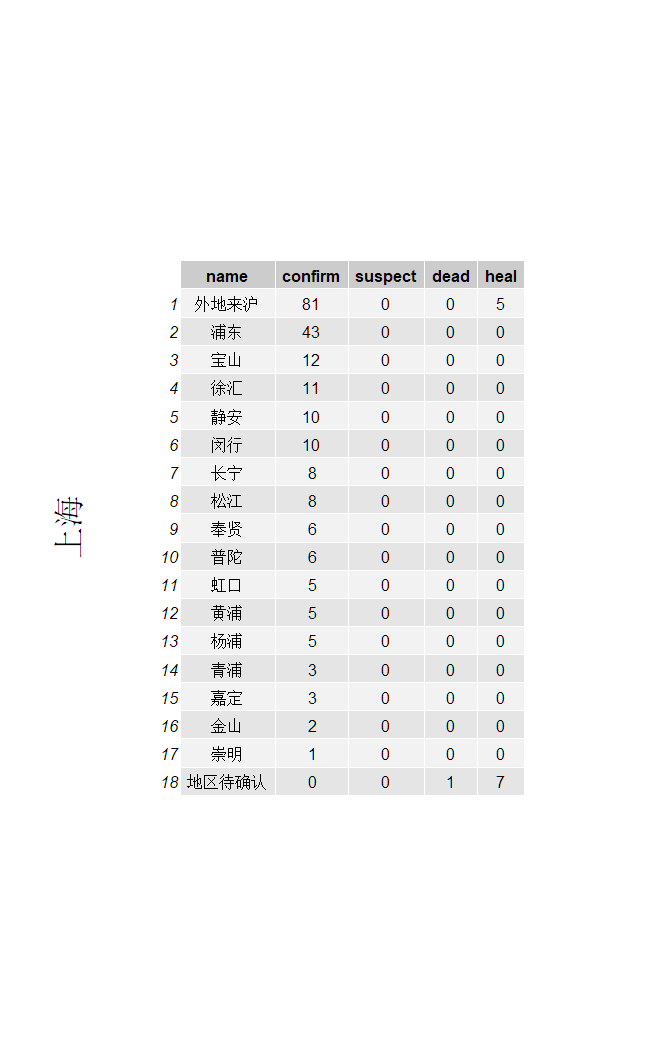 上海
name confirm suspect dead heal
1 外地来沪 81 0 0 5
2 浦东 43 0 0 0
3 宝山 12 0 0 0
4 徐汇 11 0 0 0
5 静安 10 0 0 0
6 闵行 10 0 0 0
7 长宁 8 0 0 0
8 松江 8 0 0 0
9 奉贤 6 0 0 0
10 普陀 6 0 0 0
11 虹口 5 0 0 0
12 黄浦 5 0 0 0
13 杨浦 5 0 0 0
14 青浦 3 0 0 0
15 嘉定 3 0 0 0
16 金山 2 0 0 0
17 崇明 1 0 0 0
18 地区待确认 0 0 1 7